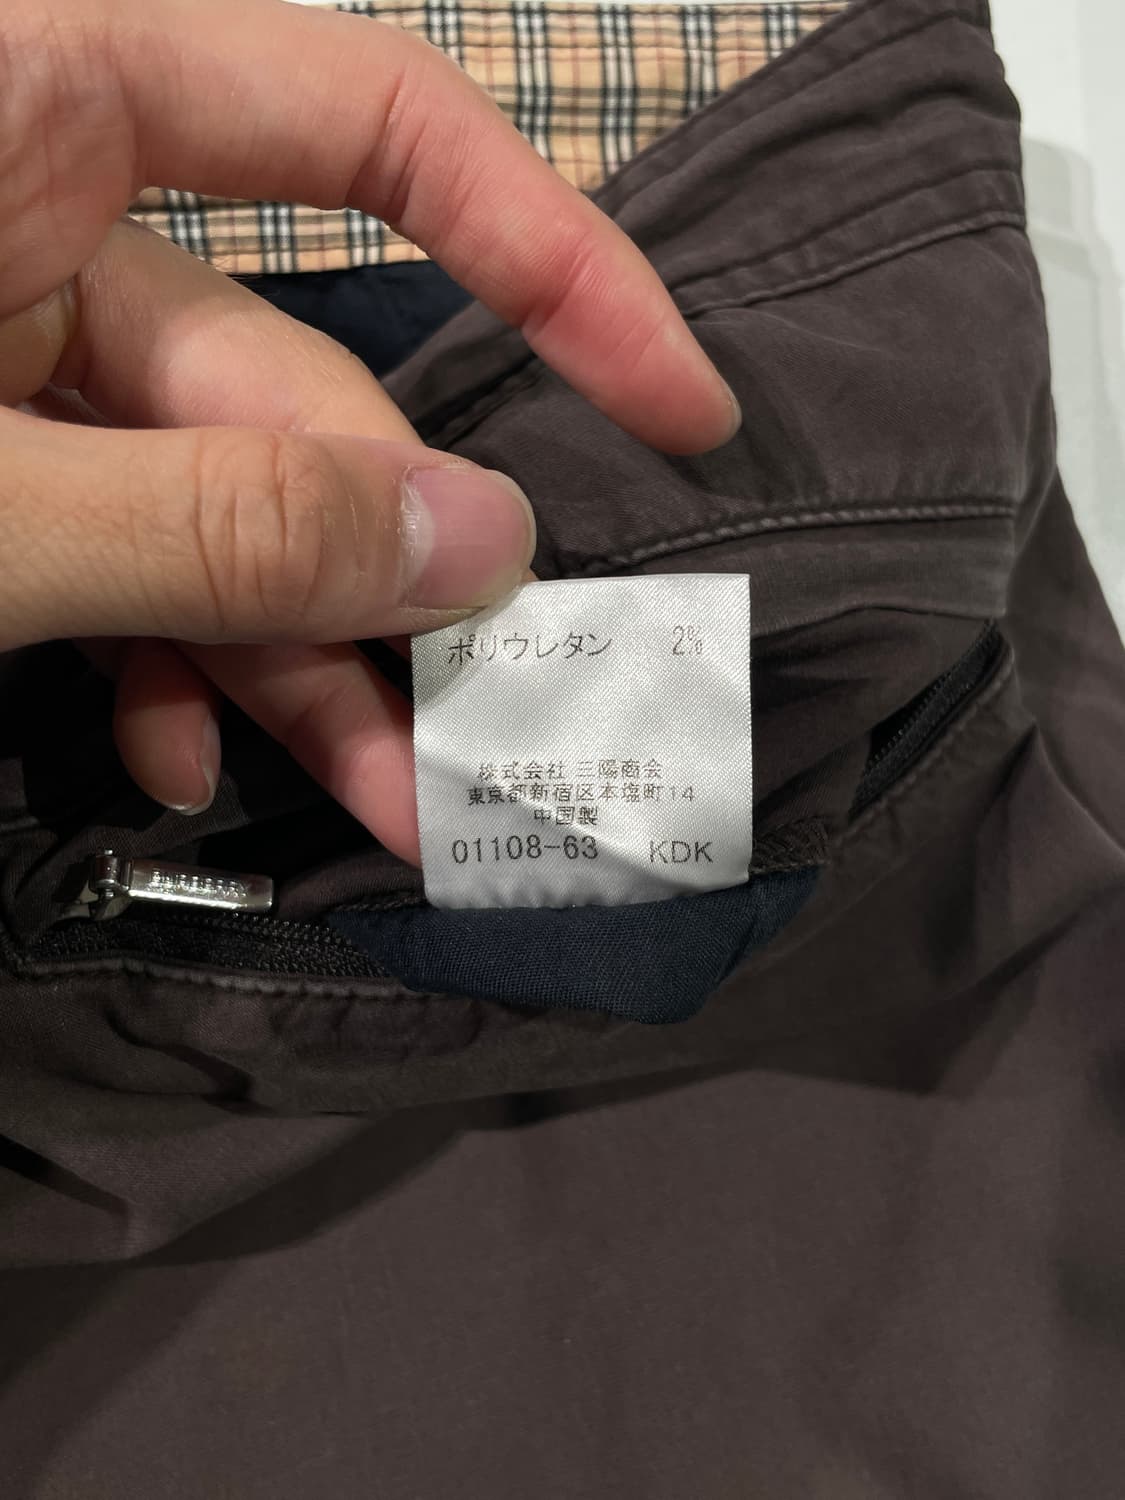 ポリウレタン 2%
株式会社 三陽商会
東京都新宿区本塩町14
中国製
01108-63 KDK